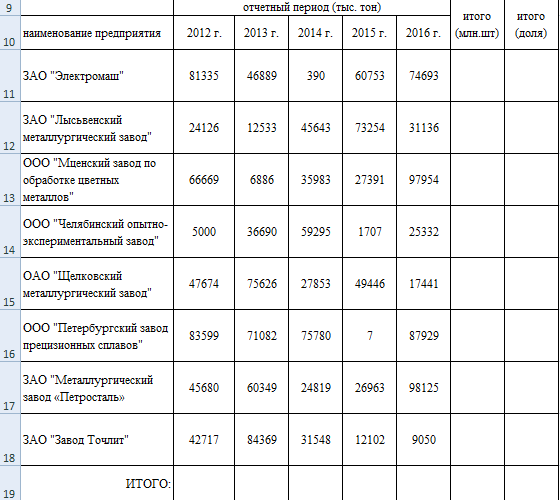 9 отчетный период (тыс. тон) итого (млн.шт) итого (доля)
10 наименование предприятия 2012 г. 2013 г. 2014 г. 2015 г. 2016 г.
11 ЗАО "Электромаш" 81335 46889 390 60753 74693
ЗАО "Лысьвенский
12 металлургический завод" 24126 12533 45643 73254 31136
ООО "Мценский завод по
обработке цветных 66669 6886 35983 27391 97954
13 металлов"
ООО "Челябинский опытно-
14 экспериментальный завод" 5000 36690 59295 1707 25332
ОАО "Щелковский
15 металлургический завод" 47674 75626 27853 49446 17441
ООО "Петербургский завод
16 прецизионных сплавов" 83599 71082 75780 7 87929
ЗАО "Металлургический
17 завод «Петросталь» 45680 60349 24819 26963 98125
18 ЗАО "Завод Точлит" 42717 84369 31548 12102 9050
19 ИТОГО: